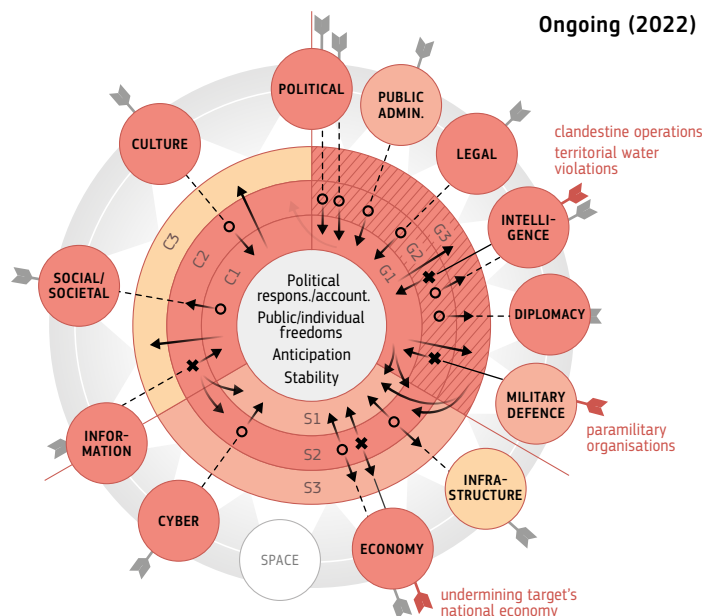 Ongoing (2022)
POLITICAL
PUBLIC
ADMIN.
CULTURE
LEGAL
clandestine operations
territorial water
violations
INTELLI-
GENCE
SOCIAL/
SOCIETAL
DIPLOMACY
C3
C2
C1
G3
G2
G1
Political
respons./account.
Public/individual
freedoms
Anticipation
Stability
MILITARY
DEFENCE
paramilitary
organisations
S1
S2
S3
INFOR-
MATION
INFRA-
STRUCTURE
CYBER
SPACE
ECONOMY
undermining target's
national economy